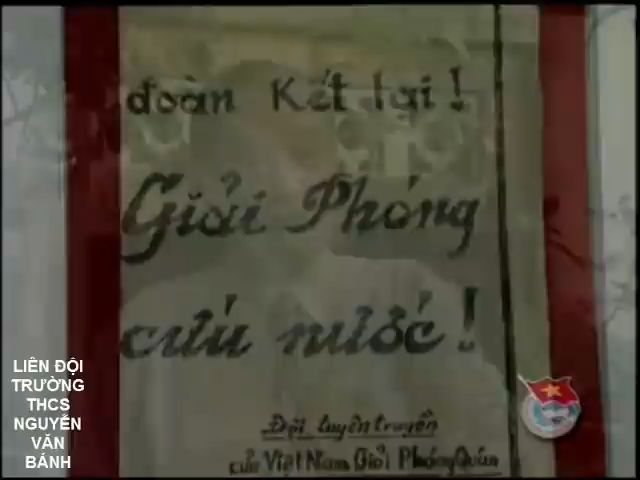 đoàn Kết lại!
Giải Phóng
cứu nước!
Đội tuyên truyền
của Việt Nam Giải Phóng Quân
LIÊN ĐỘI
TRƯỜNG
THCS
NGUYỄN
VĂN
BÁNH